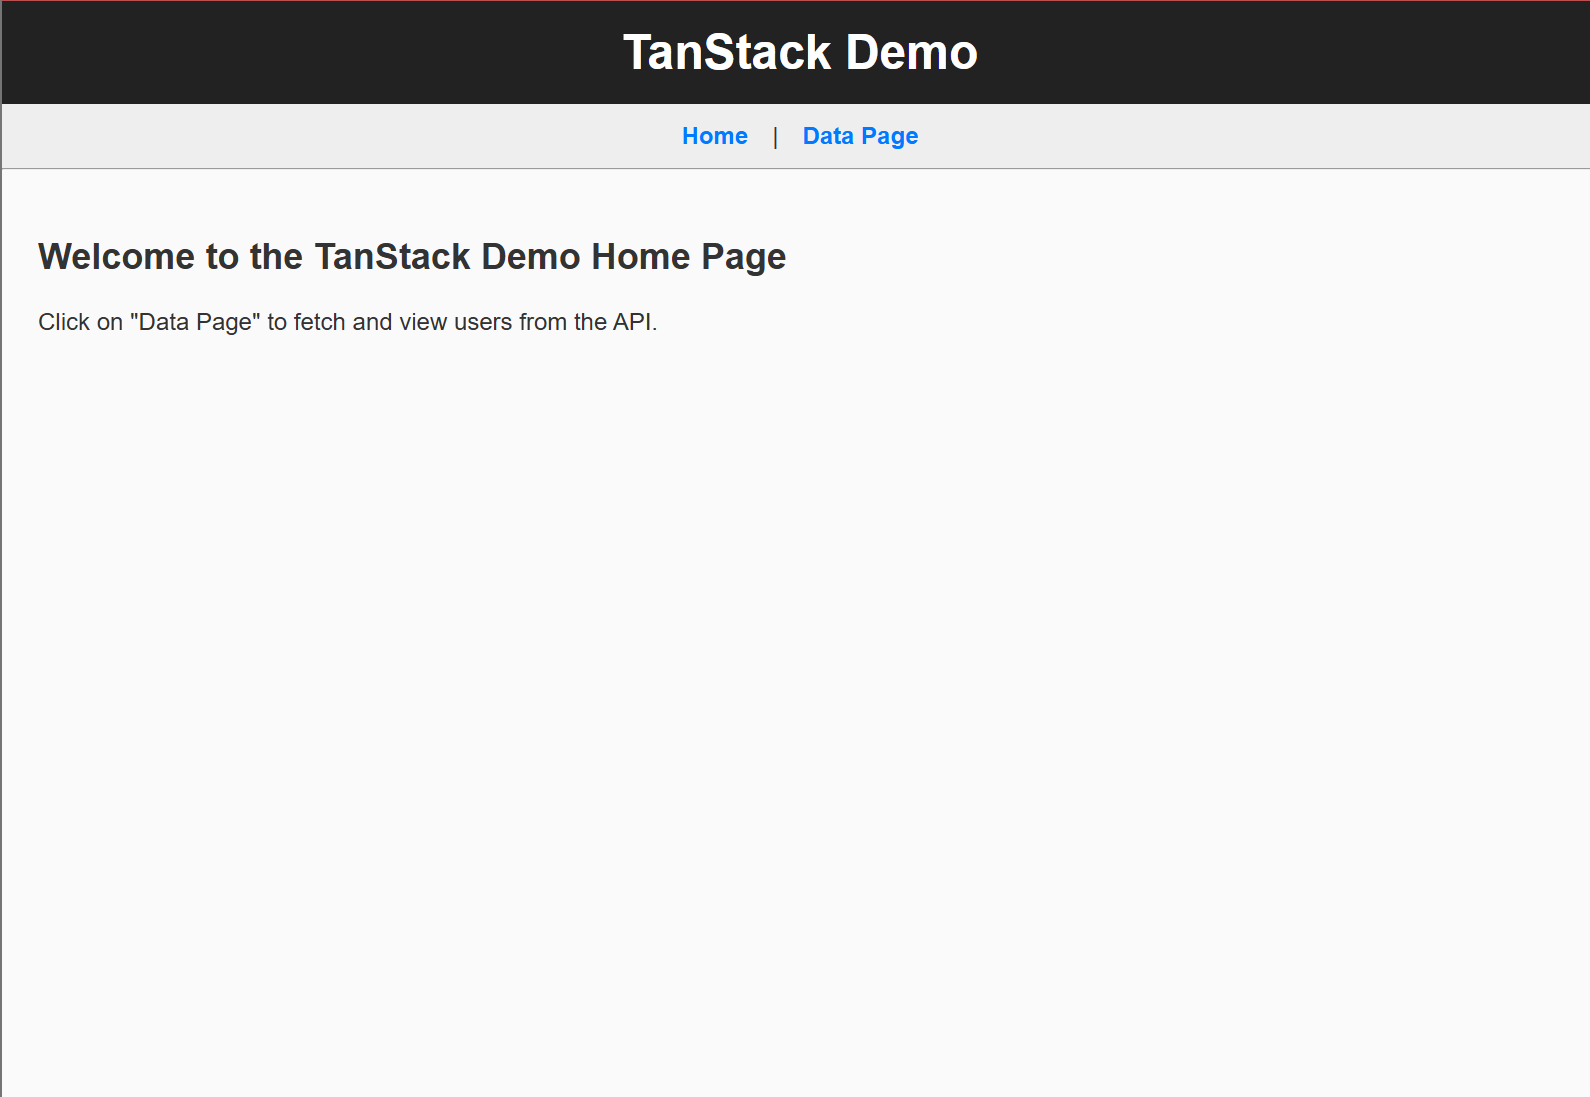 TanStack Demo
Home | Data Page
Welcome to the TanStack Demo Home Page
Click on "Data Page" to fetch and view users from the API.